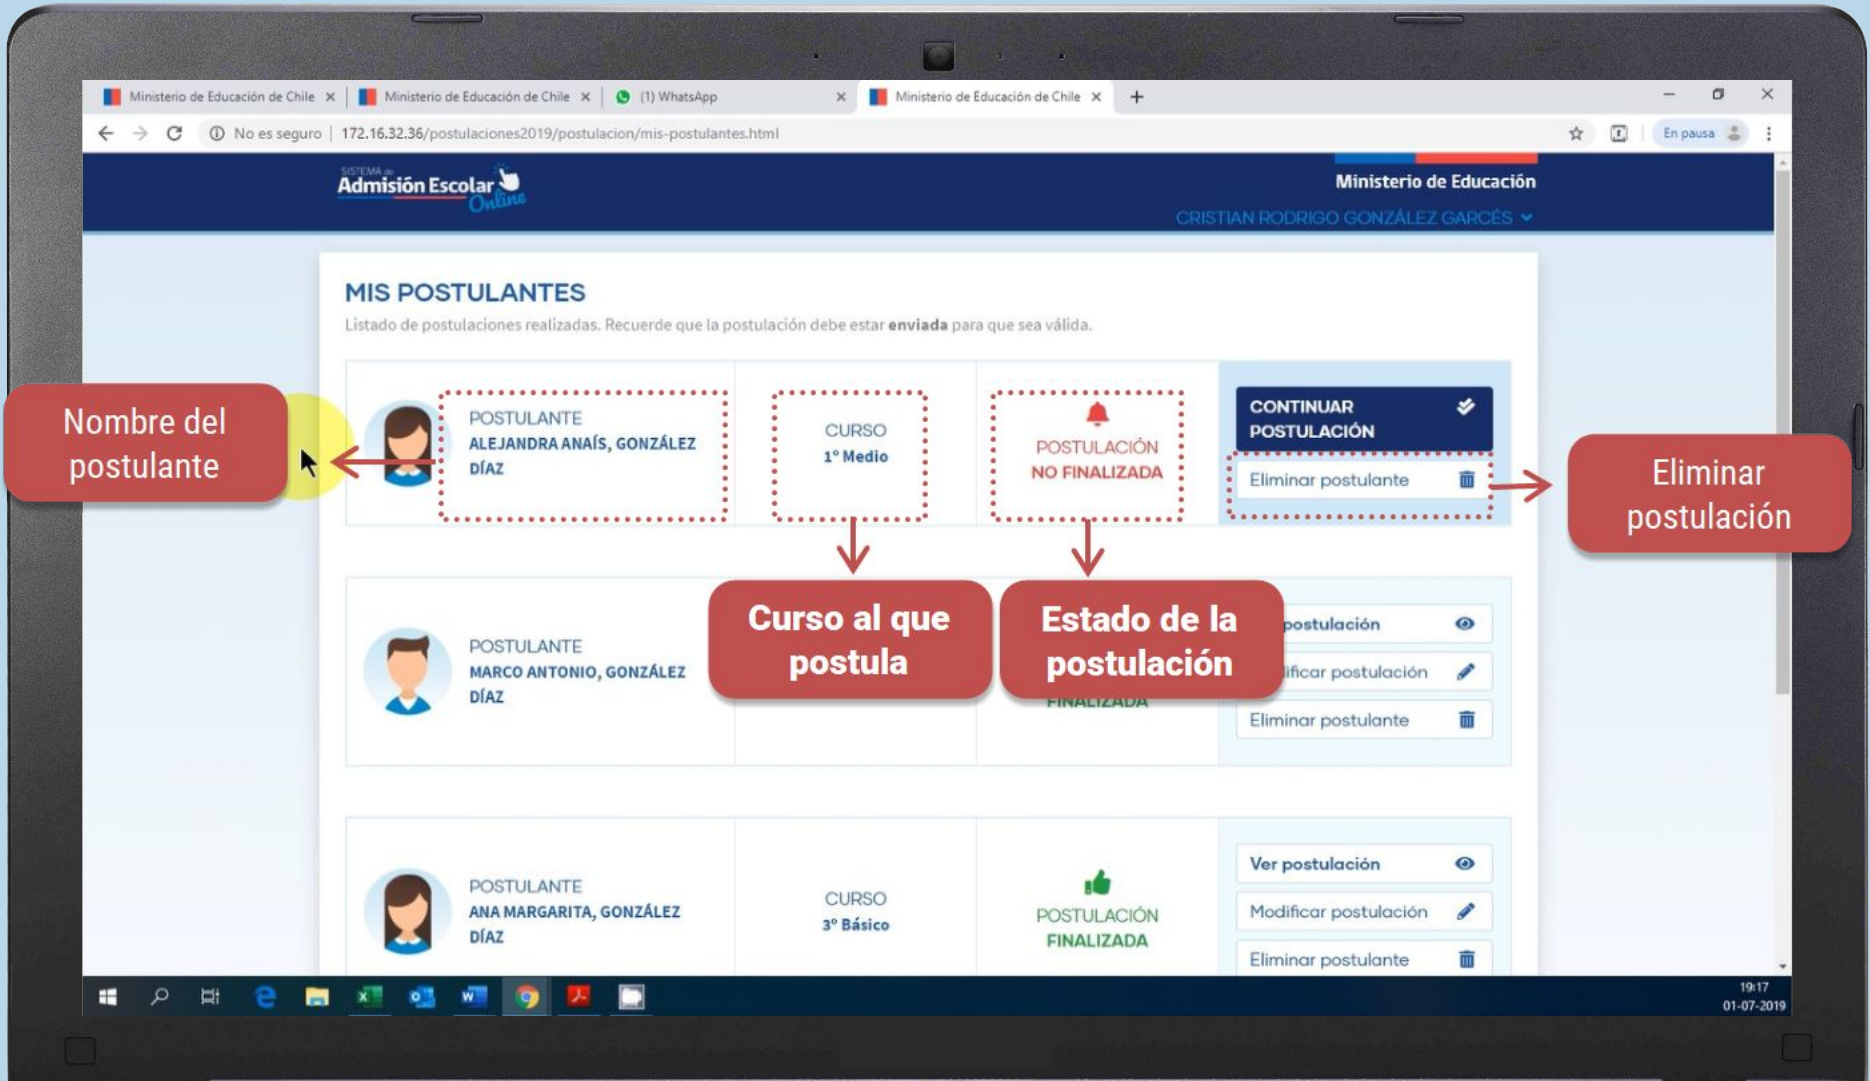 Ministerio de Educación de Chile
Ministerio de Educación de Chile
(1) WhatsApp
Ministerio de Educación de Chile
No es seguro
172.16.32.36/postulaciones2019/postulacion/mis-postulantes.html
En pausa
SISTEMA de
Admisión Escolar
Online
Ministerio de Educación
CRISTIAN RODRIGO GONZÁLEZ GARCÉS
MIS POSTULANTES
Listado de postulaciones realizadas. Recuerde que la postulación debe estar enviada para que sea válida.
Nombre del
postulante
POSTULANTE
ALEJANDRA ANAÍS, GONZÁLEZ
DÍAZ
CURSO
1º Medio
POSTULACIÓN
NO FINALIZADA
CONTINUAR
POSTULACIÓN
Eliminar postulante
Eliminar
postulación
Curso al que
postula
Estado de la
postulación
POSTULANTE
MARCO ANTONIO, GONZÁLEZ
DÍAZ
FINALIZADA
postulación
postulación
Eliminar postulante
POSTULANTE
ANA MARGARITA, GONZÁLEZ
DÍAZ
CURSO
3º Básico
POSTULACIÓN
FINALIZADA
Ver postulación
Modificar postulación
Eliminar postulante
19:17
01-07-2019